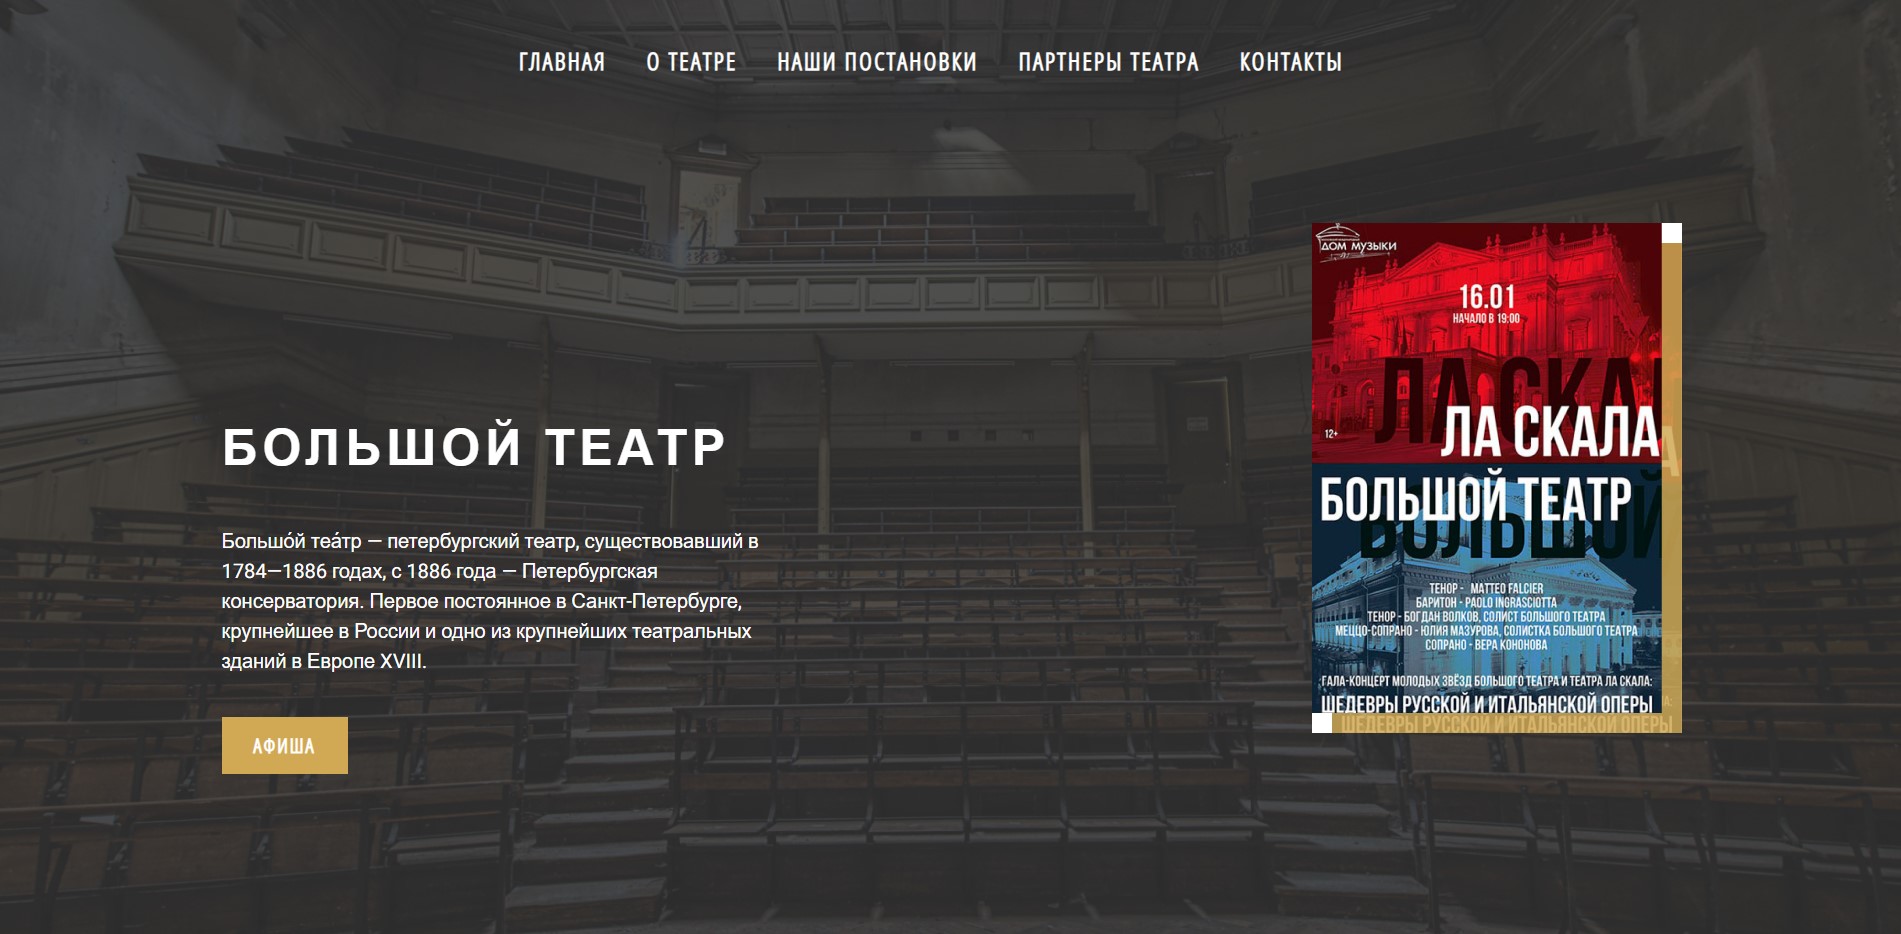 ГЛАВНАЯ О ТЕАТРЕ НАШИ ПОСТАНОВКИ ПАРТНЕРЫ ТЕАТРА КОНТАКТЫ
БОЛЬШОЙ ТЕАТР
Большо́й теа́тр — петербургский театр, существовавший в
1784—1886 годах, с 1886 года — Петербургская
консерватория. Первое постоянное в Санкт-Петербурге,
крупнейшее в России и одно из крупнейших театральных
зданий в Европе XVIII.
АФИША
ДОМ МУЗЫКИ
16.01
НАЧАЛО В 19:00
ЛА СКАЛ
12+
ЛА СКАЛА
БОЛЬШОЙ ТЕАТР
БОЛЬШОЙ
ТЕНОР - MATTEO FALCIER
БАРИТОН - PAOLO INGRASCIOTTA
ТЕНОР - БОГДАН ВОЛКОВ, СОЛИСТ БОЛЬШОГО ТЕАТРА
МЕЦЦО-СОПРАНО - ЮЛИЯ МАЗУРОВА, СОЛИСТКА БОЛЬШОГО ТЕАТРА
СОПРАНО - ВЕРА КОНОНОВА
ГАЛА-КОНЦЕРТ МОЛОДЫХ ЗВЁЗД БОЛЬШОГО ТЕАТРА И ТЕАТРА ЛА СКАЛА:
ШЕДЕВРЫ РУССКОЙ И ИТАЛЬЯНСКОЙ ОПЕРЫ
ШЕДЕВРЫ РУССКОЙ И ИТАЛЬЯНСКОЙ ОПЕРЫ